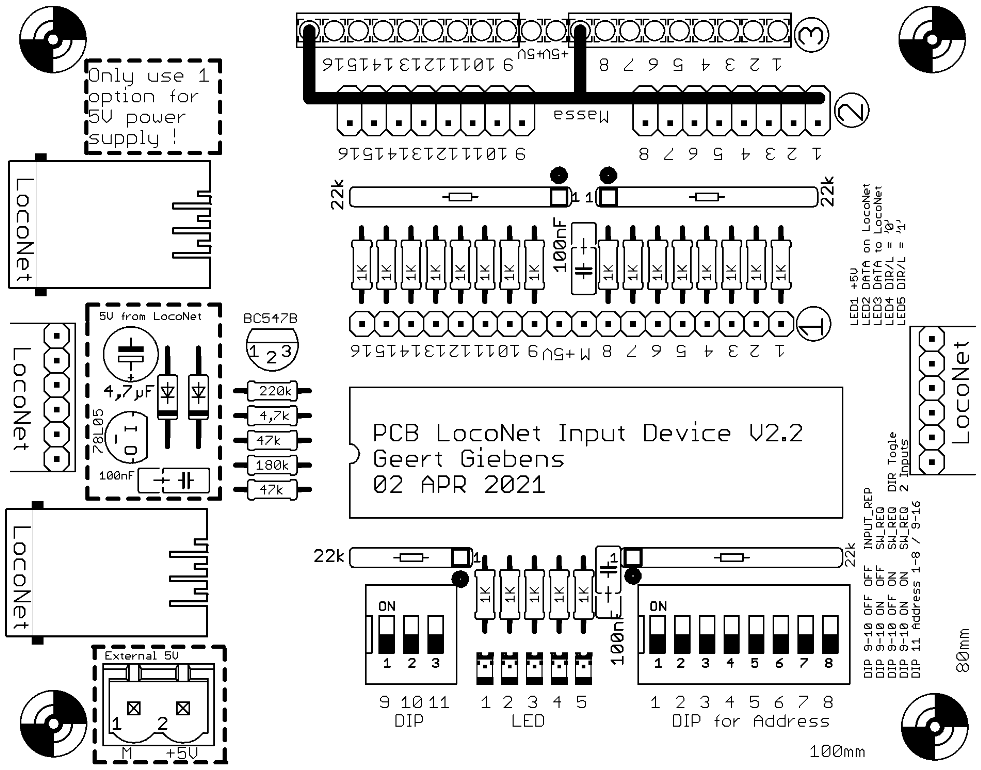 Only use 1
option for
5V power
supply !
16 15 14 13 12 11 10 9
+5V +5V
8 7 6 5 4 3 2 1
3
Massa
2
16 15 14 13 12 11 10 9
8 7 6 5 4 3 2 1
LocoNet
22k
1
1
22k
100nF
1K 1K 1K 1K 1K 1K 1K 1K
1K 1K 1K 1K 1K 1K 1K 1K
LED1 +5V
LED2 DATA on LocoNet
LED3 DATA to LocoNet
LED4 DIR/L = '0'
LED5 DIR/L = '1'
1
16 15 14 13 12 11 10 9 M +5V 8 7 6 5 4 3 2 1
LocoNet
5V from LocoNet
4,7µF
78L05
I O
100nF
BC547B
1 2 3
220k
4,7k
47k
180k
47k
PCB LocoNet Input Device V2.2
Geert Giebens
02 APR 2021
LocoNet
DIP 9-10 OFF OFF INPUT_REP
DIP 9-10 ON OFF SW_REQ
DIP 9-10 OFF ON SW_REQ DIR Togle
DIP 9-10 ON ON SW_REQ 2 Inputs
DIP 11 Address 1-8 / 9-16
LocoNet
22k
1
1K 1K 1K 1K 1K
1
22k
100nF
ON
1 2 3
9 10 11
DIP
1 2 3 4 5
LED
ON
1 2 3 4 5 6 7 8
1 2 3 4 5 6 7 8
DIP for Address
External 5V
1 2
M +5V
80mm
100mm